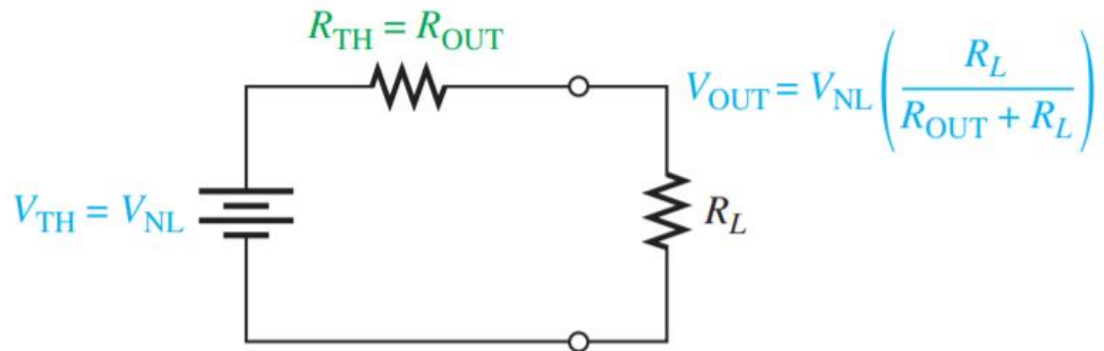 R_TH = R_OUT
V_OUT = V_NL (R_L / (R_OUT + R_L))
V_TH = V_NL
R_L